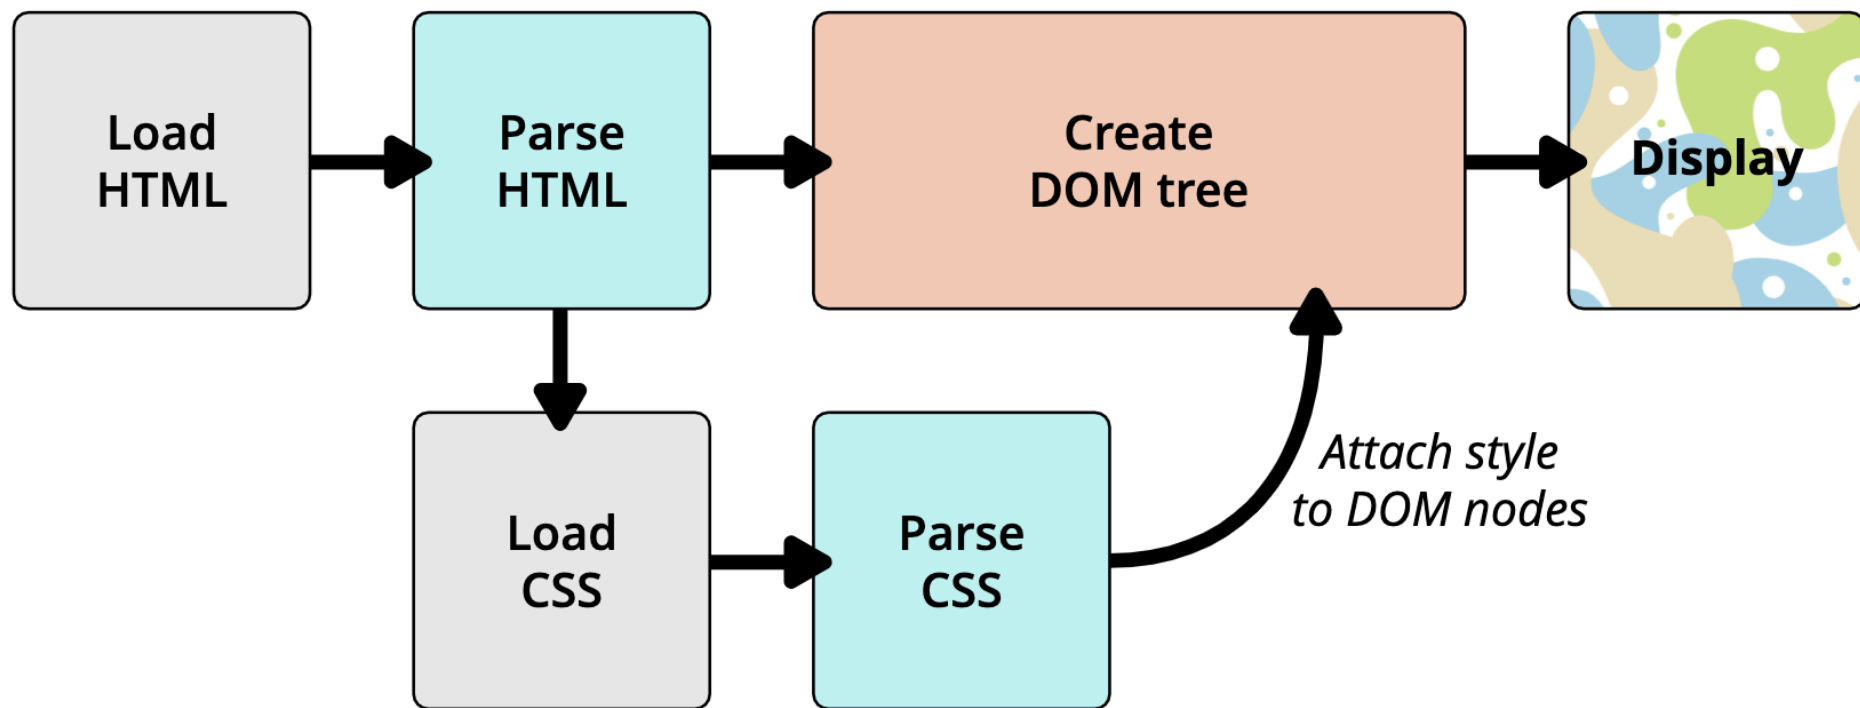 Load
HTML
Parse
HTML
Create
DOM tree
Display
Load
CSS
Parse
CSS
Attach style
to DOM nodes